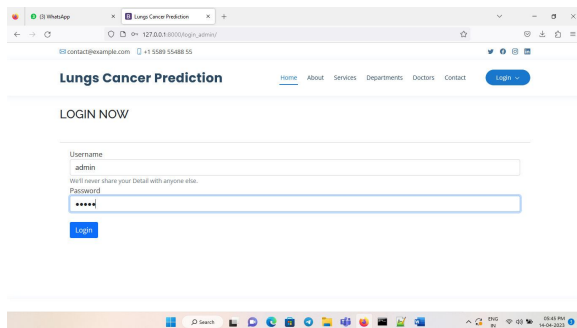 (3) WhatsApp
Lungs Cancer Prediction
127.0.0.1:8000/login_admin/
contact@example.com +1 5589 55488 55
Lungs Cancer Prediction
Home About Services Departments Doctors Contact Login
LOGIN NOW
Username
admin
We'll never share your Detail with anyone else.
Password
Login
Search
ENG
IN
05:45 PM
14-04-2023